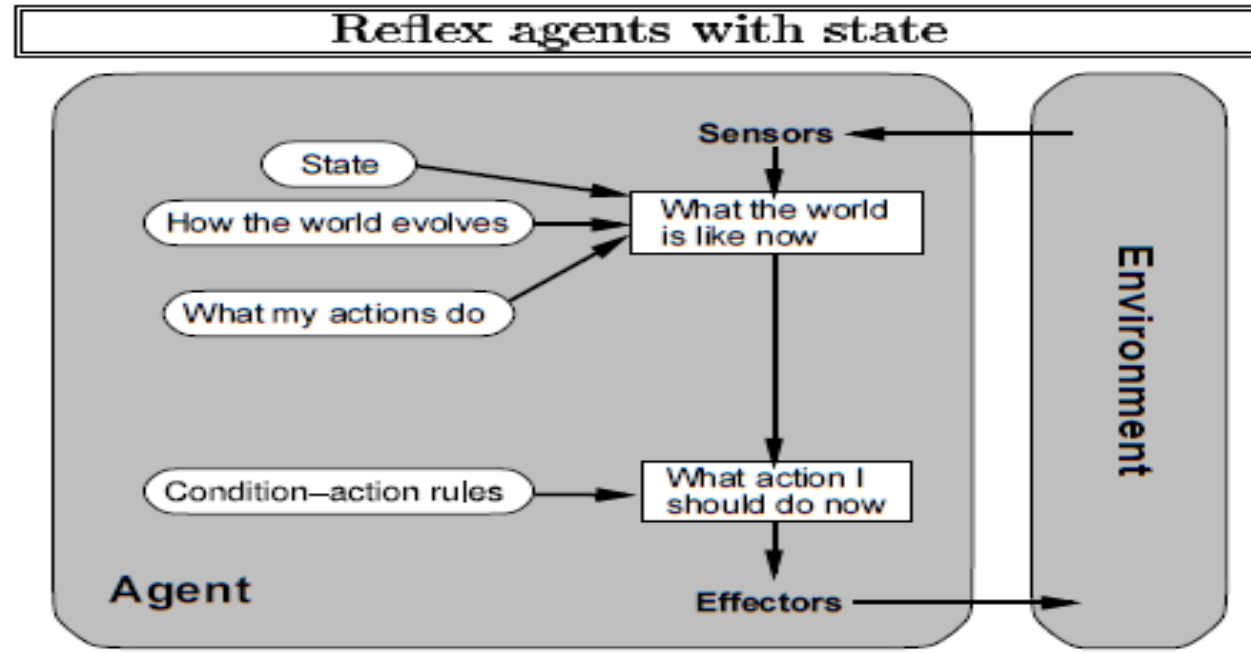 Reflex agents with state
Sensors
State
What the world
is like now
How the world evolves
What my actions do
Environment
Condition–action rules
What action I
should do now
Agent
Effectors